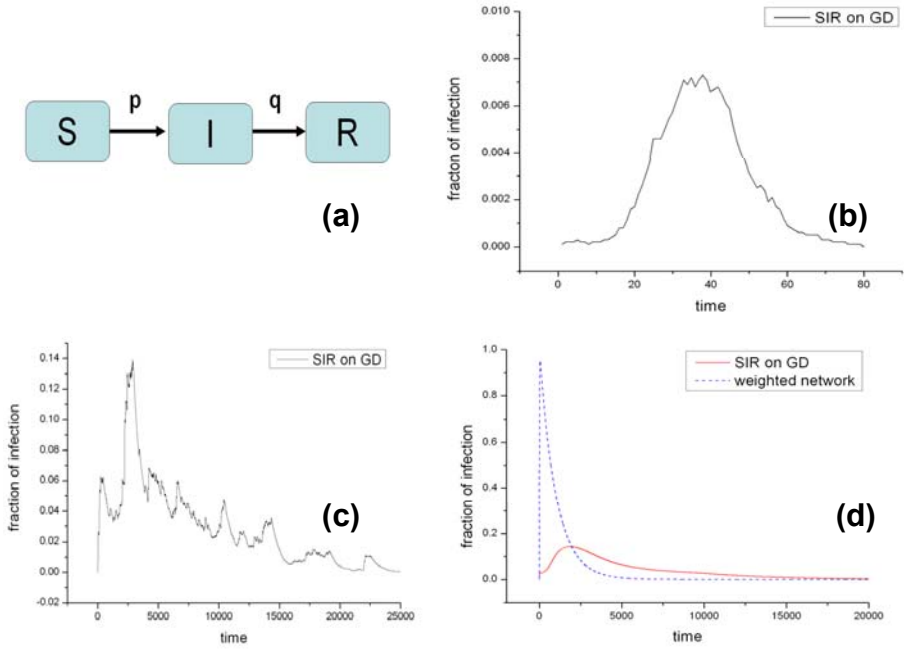 p
q
S
I
R
(a)
SIR on GD
0.010
0.008
0.006
0.004
0.002
0.000
fracton of infection
0
20
40
60
80
time
(b)
SIR on GD
0.14
0.12
0.10
0.08
0.06
0.04
0.02
0.00
-0.02
fraction of infection
0
5000
10000
15000
20000
25000
time
(c)
SIR on GD
weighted network
1.0
0.8
0.6
0.4
0.2
0.0
fraction of infection
0
5000
10000
15000
20000
time
(d)